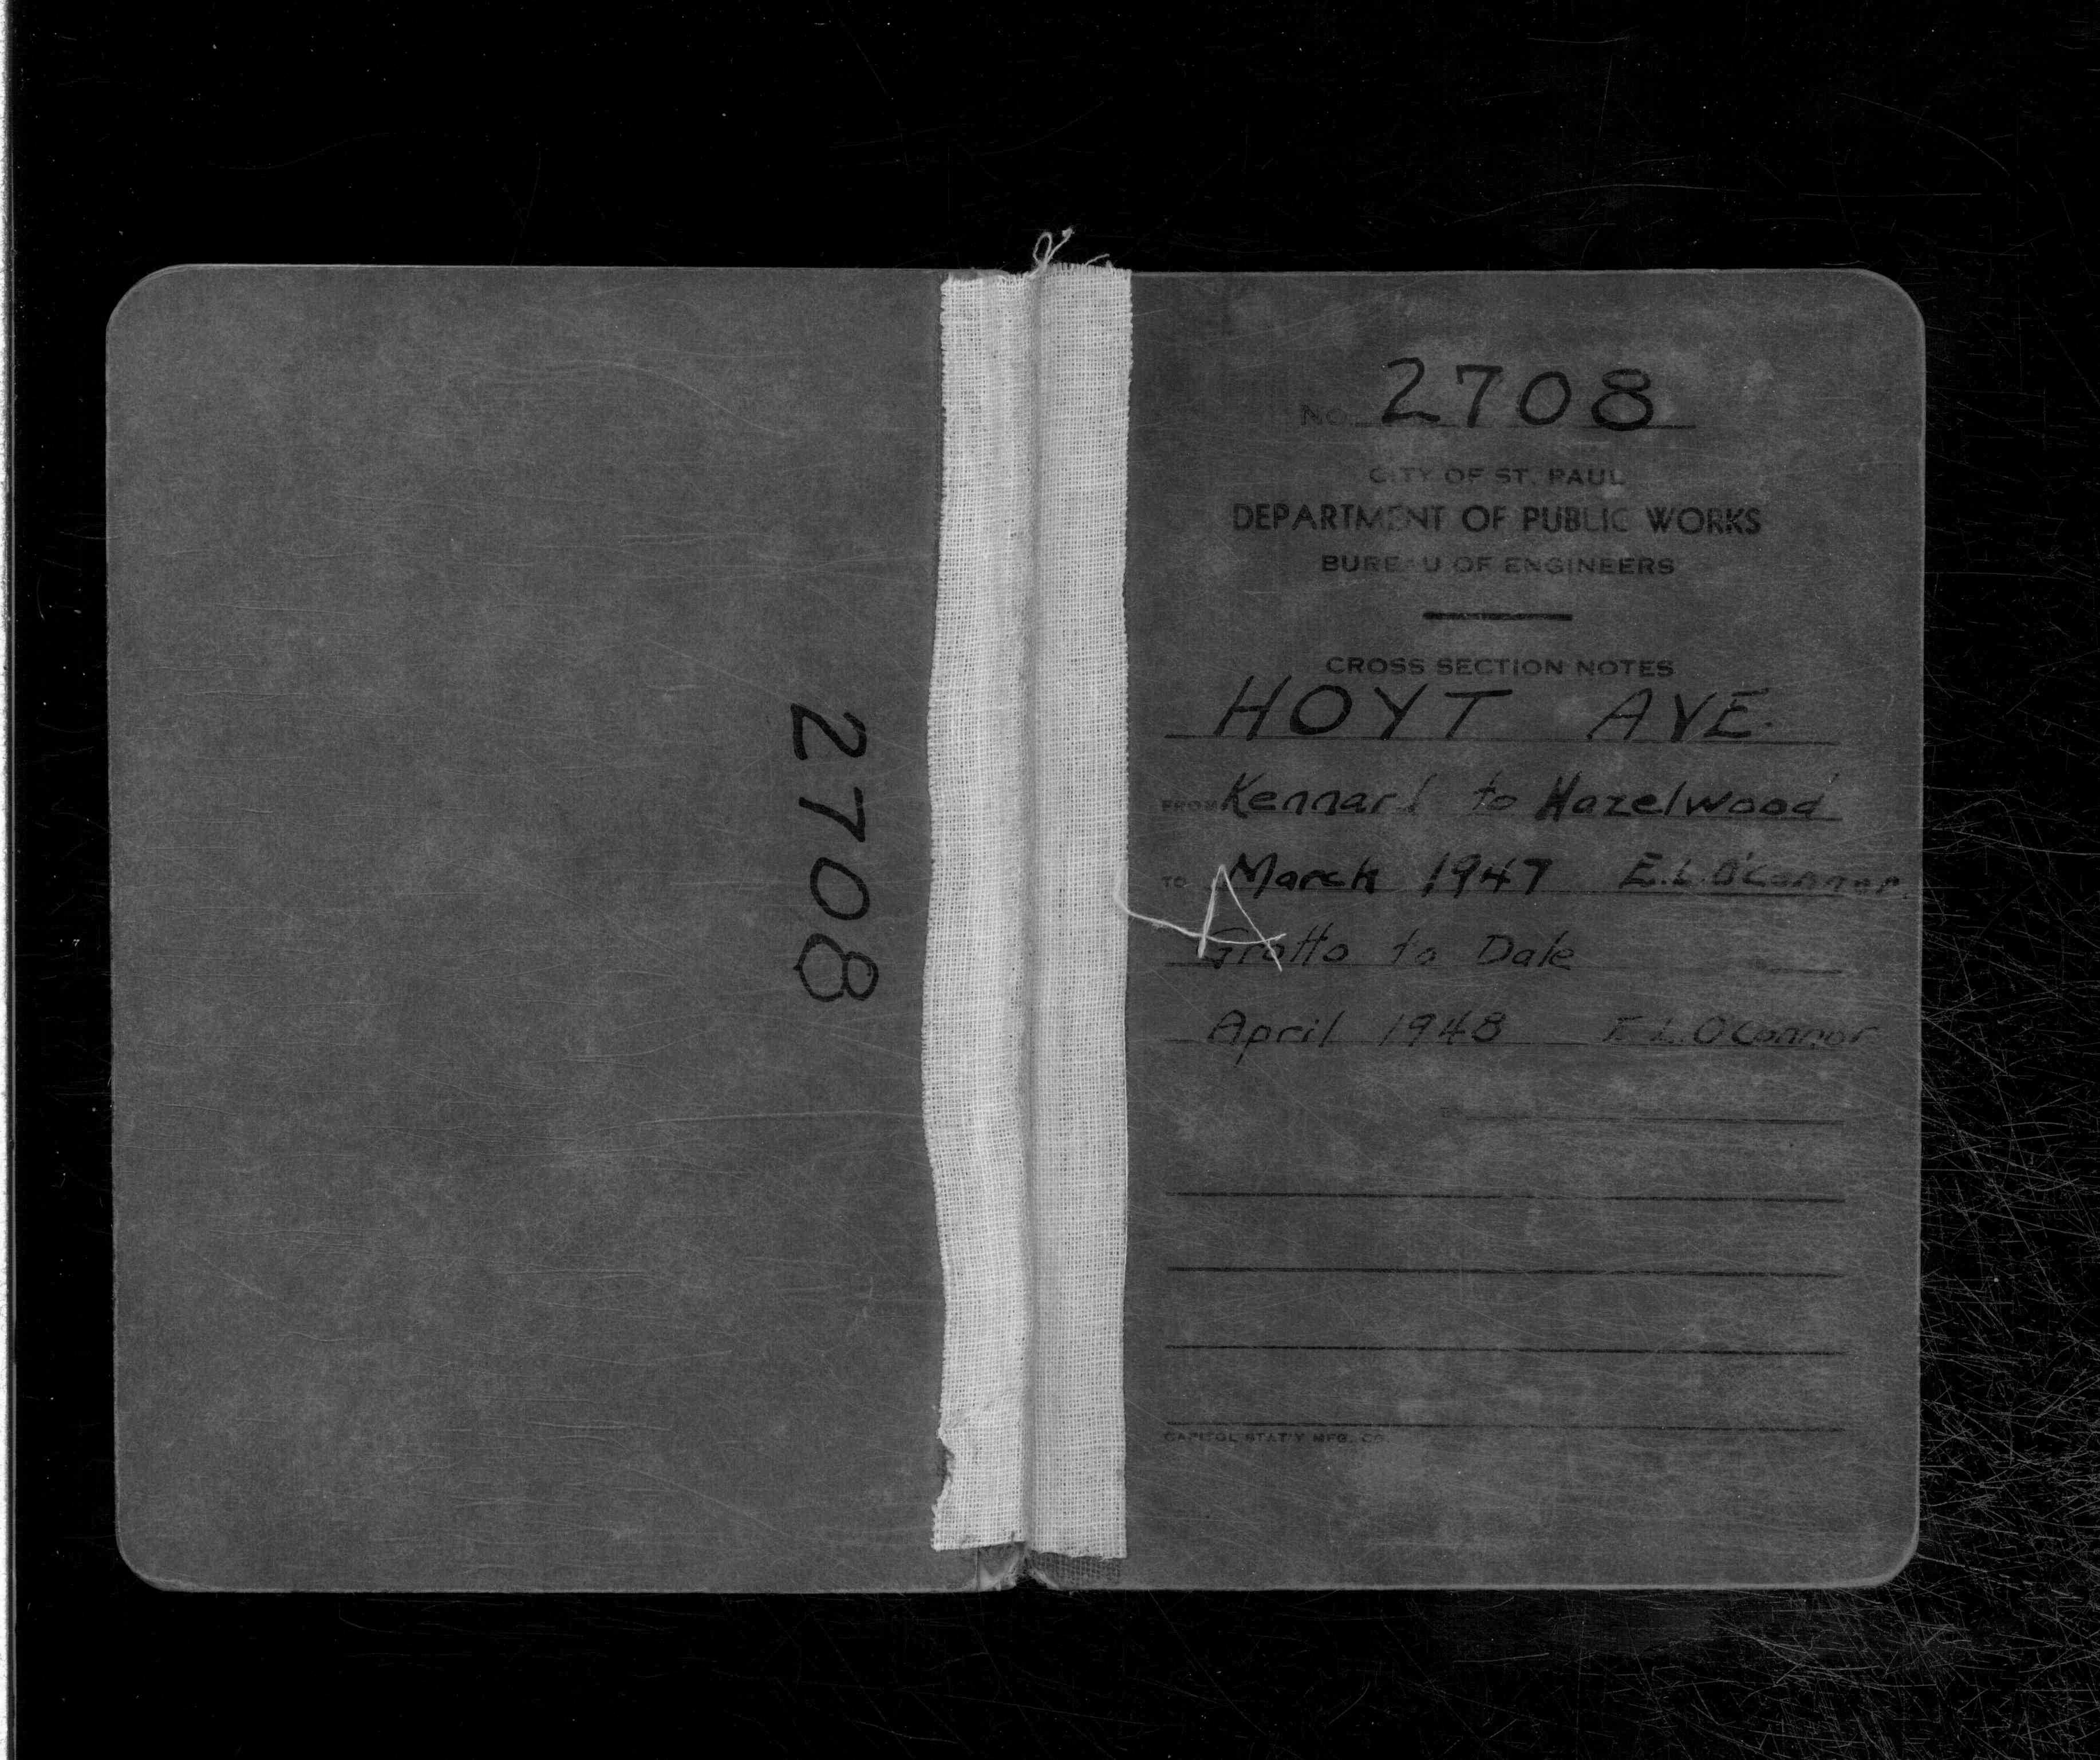 2708
NO. 2708
CITY OF ST. PAUL
DEPARTMENT OF PUBLIC WORKS
BUREAU OF ENGINEERS
CROSS SECTION NOTES
HOYT AVE.
FROM Kennard to Hazelwood
TO March 1947 E.L. O'Connor
Grotto to Dale
April 1948 E.L. O'Connor
CAPITOL STAT'Y MFG. CO.